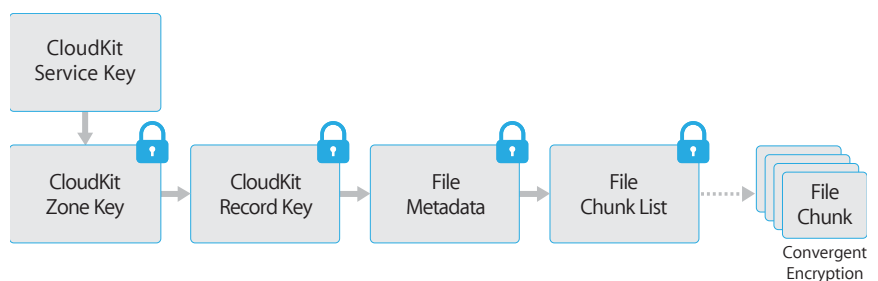 CloudKit
Service Key
CloudKit
Zone Key
CloudKit
Record Key
File
Metadata
File
Chunk List
File
Chunk
Convergent
Encryption